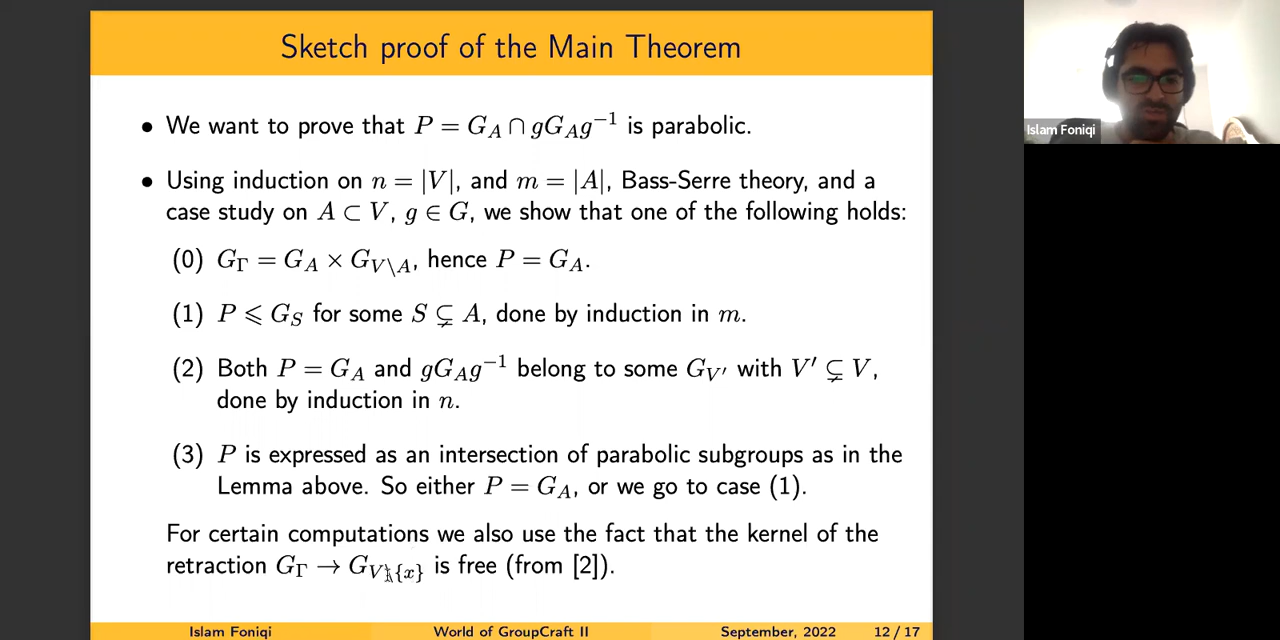 Sketch proof of the Main Theorem
• We want to prove that P = G_A ∩ gG_Ag⁻¹ is parabolic.
• Using induction on n = |V|, and m = |A|, Bass-Serre theory, and a
case study on A ⊂ V, g ∈ G, we show that one of the following holds:
(0) G_Γ = G_A × G_{V\A}, hence P = G_A.
(1) P ⩽ G_S for some S ⊊ A, done by induction in m.
(2) Both P = G_A and gG_Ag⁻¹ belong to some G_{V′} with V′ ⊊ V,
done by induction in n.
(3) P is expressed as an intersection of parabolic subgroups as in the
Lemma above. So either P = G_A, or we go to case (1).
For certain computations we also use the fact that the kernel of the
retraction G_Γ → G_{V\{x}} is free (from [2]).
Islam Foniqi World of GroupCraft II September, 2022 12 / 17
Islam Foniqi